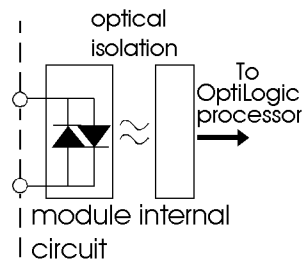 optical
isolation
To
OptiLogic
processor
module internal
circuit